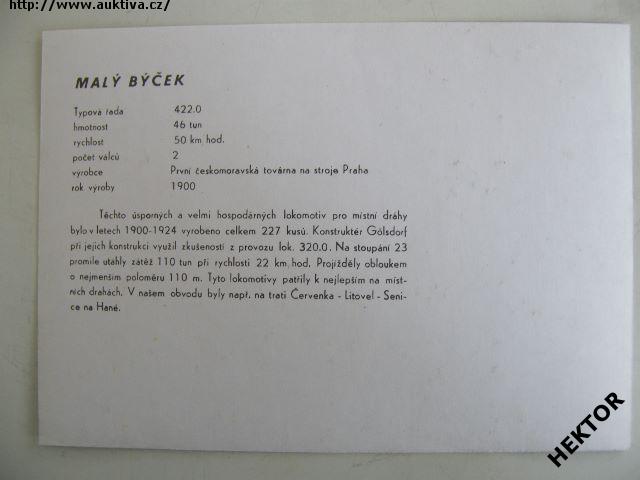 http://www.auktiva.cz/
MALÝ BÝČEK
Typová řada 422.0
hmotnost 46 tun
rychlost 50 km hod.
počet válců 2
výrobce První českomoravská továrna na stroje Praha
rok výroby 1900
Těchto úsporných a velmi hospodárných lokomotiv pro místní dráhy
bylo v letech 1900-1924 vyrobeno celkem 227 kusů. Konstruktér Gölsdorf
při jejich konstrukci využil zkušeností z provozu lok. 320.0. Na stoupání 23
promile utáhly zátěž 110 tun při rychlosti 22 km hod. Projížděly obloukem
o nejmenším poloměru 110 m. Tyto lokomotivy patřily k nejlepším na míst-
ních drahách. V našem obvodu byly např. na trati Červenka - Litovel - Seni-
ce na Hané.
HEKTOR